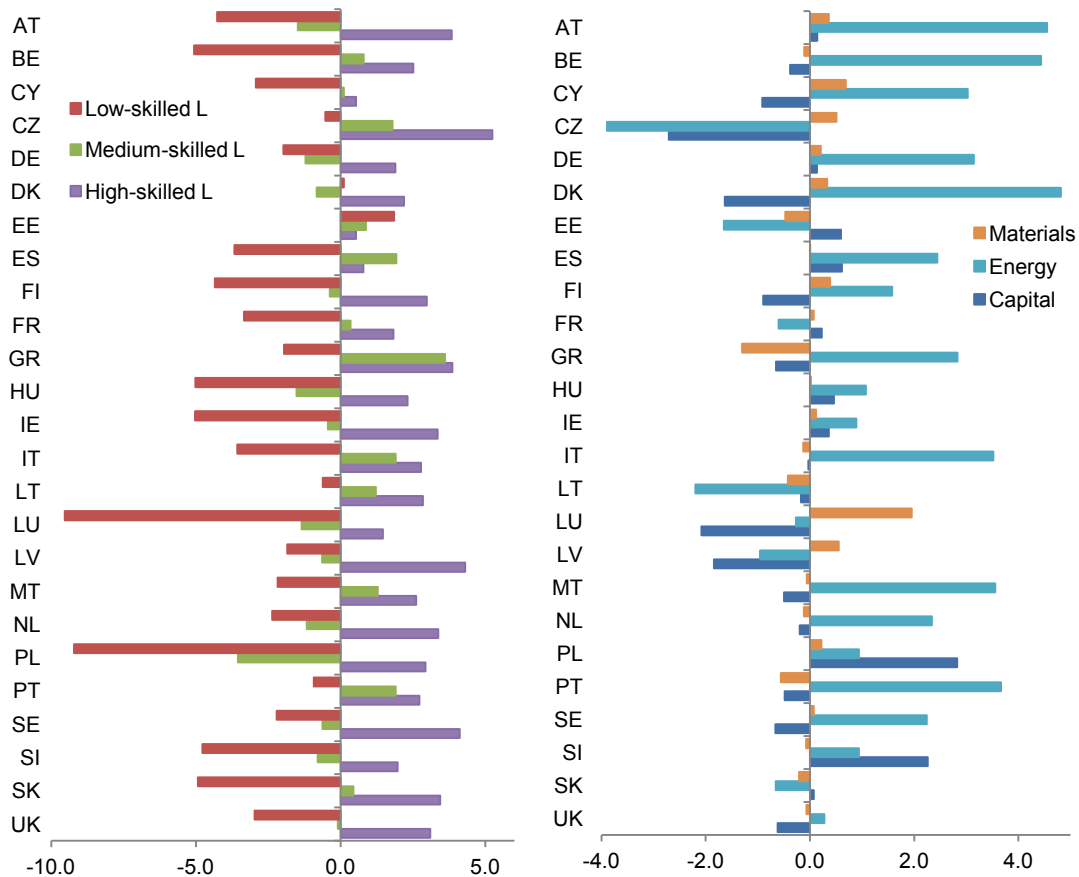 AT
BE
CY
CZ
DE
DK
EE
ES
FI
FR
GR
HU
IE
IT
LT
LU
LV
MT
NL
PL
PT
SE
SI
SK
UK
Low-skilled L
Medium-skilled L
High-skilled L
-10.0 -5.0 0.0 5.0
AT
BE
CY
CZ
DE
DK
EE
ES
FI
FR
GR
HU
IE
IT
LT
LU
LV
MT
NL
PL
PT
SE
SI
SK
UK
Materials
Energy
Capital
-4.0 -2.0 0.0 2.0 4.0